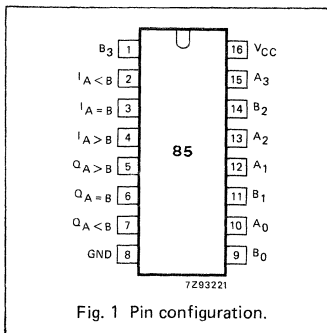 B3 1 16 VCC
IA<B 2 15 A3
IA=B 3 14 B2
IA>B 4 13 A2
85
QA>B 5 12 A1
QA=B 6 11 B1
QA<B 7 10 A0
GND 8 9 B0
7Z93221
Fig. 1 Pin configuration.